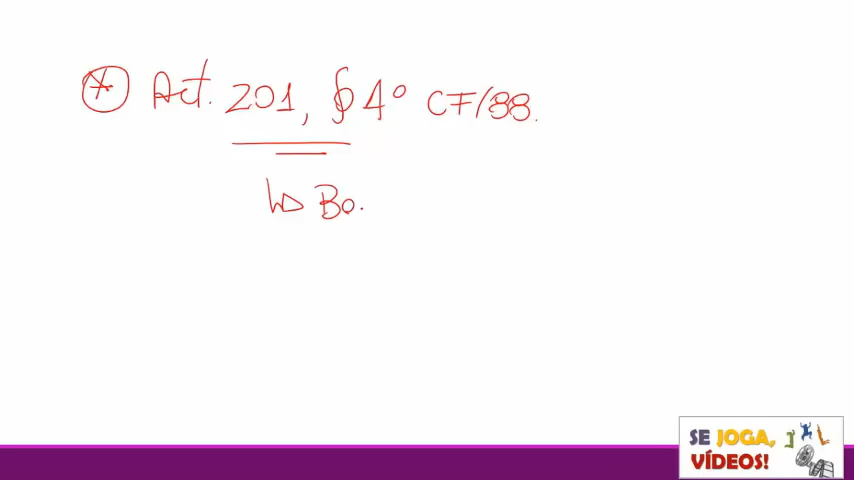 * Art. 201, § 4º CF/88.
↳ Bo.
SE JOGA,
VÍDEOS!